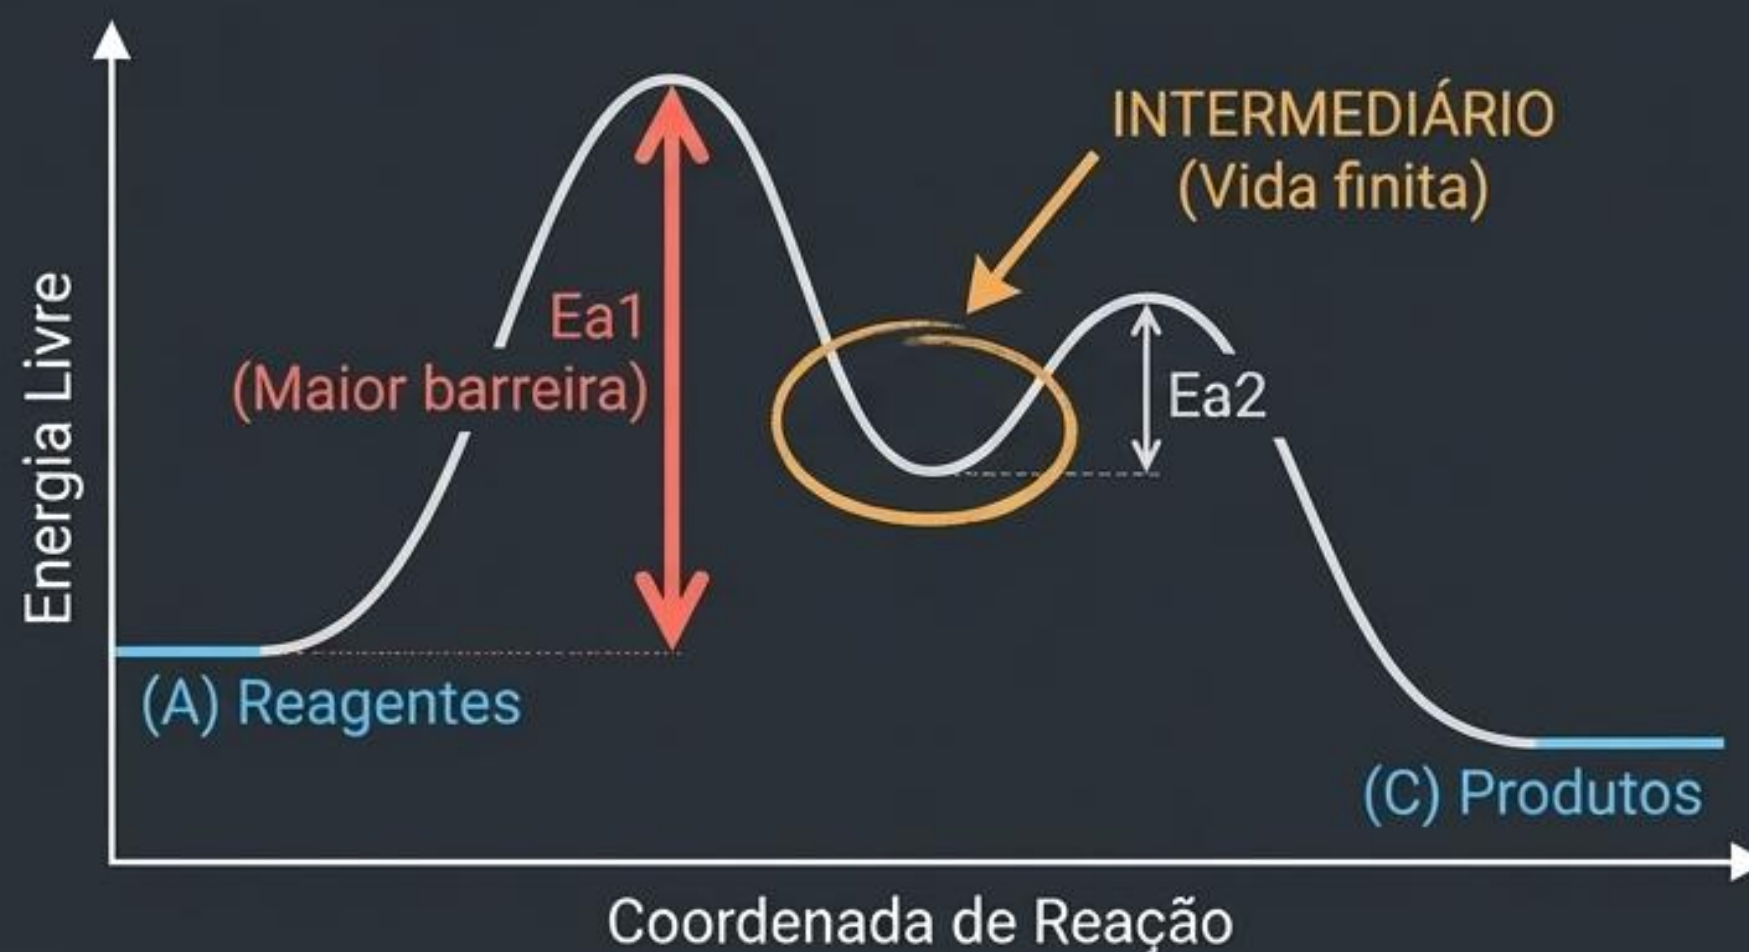 INTERMEDIÁRIO
(Vida finita)
Ea1
(Maior barreira)
Ea2
Energia Livre
(A) Reagentes
(C) Produtos
Coordenada de Reação